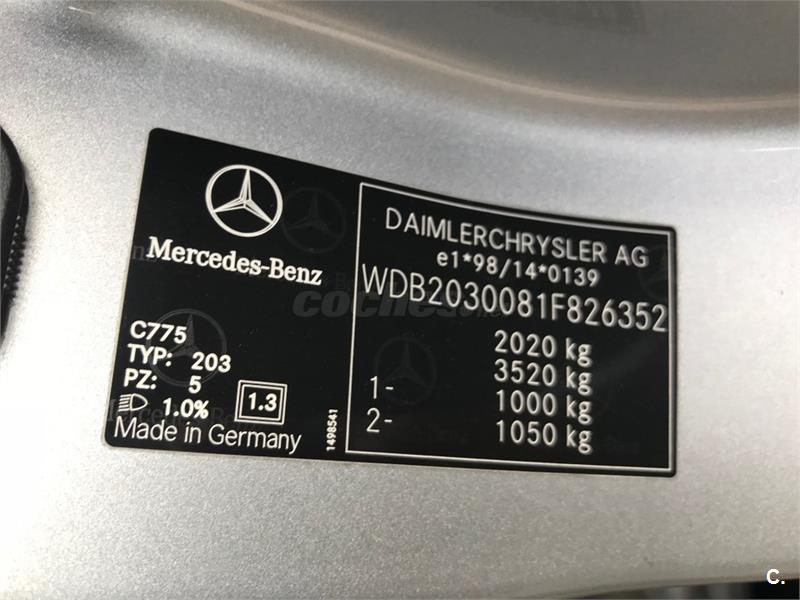 Mercedes-Benz
C775
TYP: 203
PZ: 5
1.0% 1.3
Made in Germany
1498541
DAIMLERCHRYSLER AG
e1*98/14*0139
WDB2030081F826352
2020 kg
3520 kg
1- 1000 kg
2- 1050 kg
coches
C.